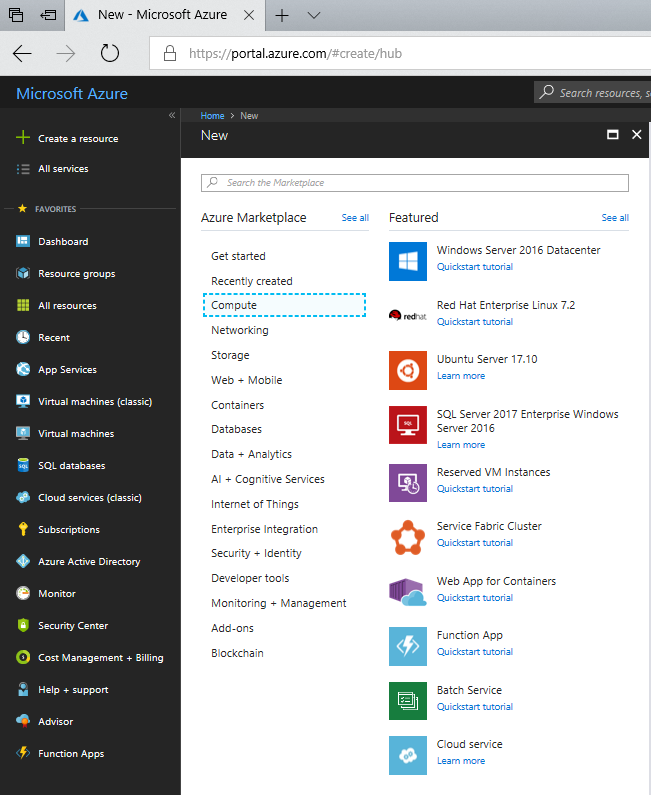 New - Microsoft Azure
https://portal.azure.com/#create/hub
Microsoft Azure
Search resources, s
Create a resource
All services
FAVORITES
Dashboard
Resource groups
All resources
Recent
App Services
Virtual machines (classic)
Virtual machines
SQL databases
Cloud services (classic)
Subscriptions
Azure Active Directory
Monitor
Security Center
Cost Management + Billing
Help + support
Advisor
Function Apps
Home > New
New
Search the Marketplace
Azure Marketplace See all
Get started
Recently created
Compute
Networking
Storage
Web + Mobile
Containers
Databases
Data + Analytics
AI + Cognitive Services
Internet of Things
Enterprise Integration
Security + Identity
Developer tools
Monitoring + Management
Add-ons
Blockchain
Featured See all
Windows Server 2016 Datacenter
Quickstart tutorial
redhat
Red Hat Enterprise Linux 7.2
Quickstart tutorial
Ubuntu Server 17.10
Learn more
SQL
SQL Server 2017 Enterprise Windows
Server 2016
Learn more
Reserved VM Instances
Quickstart tutorial
Service Fabric Cluster
Quickstart tutorial
Web App for Containers
Quickstart tutorial
Function App
Quickstart tutorial
Batch Service
Quickstart tutorial
Cloud service
Learn more